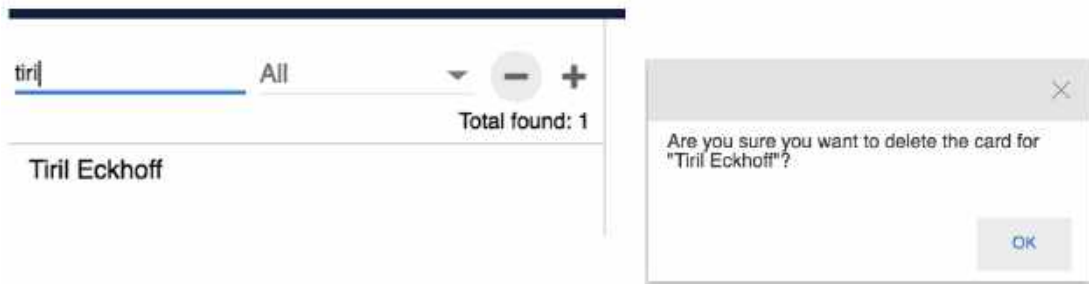 tiri
All
Total found: 1
Tiril Eckhoff
Are you sure you want to delete the card for
"Tiril Eckhoff"?
OK